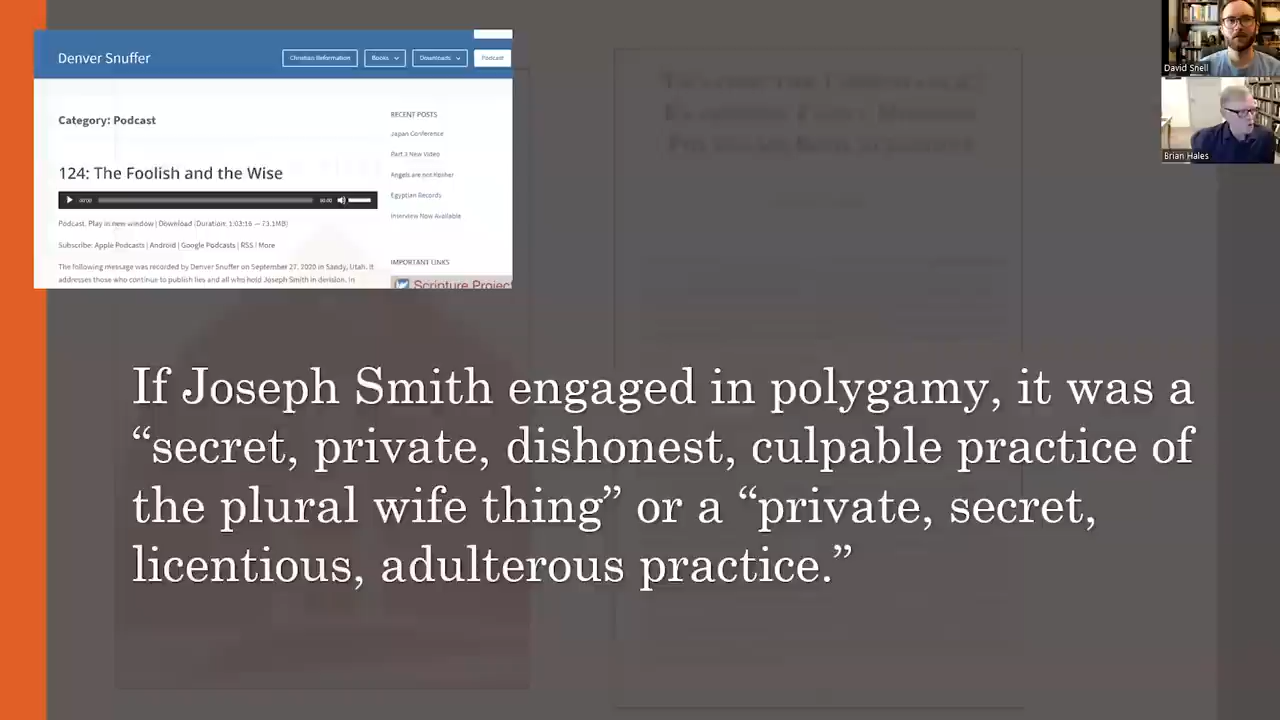 Denver Snuffer
Christian Reformation
Books
Downloads
Podcast
Category: Podcast
124: The Foolish and the Wise
00:00
00:00
Podcast: Play in new window | Download (Duration: 1:03:16 — 73.1MB)
Subscribe: Apple Podcasts | Android | Google Podcasts | RSS | More
The following message was recorded by Denver Snuffer on September 27, 2020 in Sandy, Utah. It
addresses those who continue to publish lies and all who hold Joseph Smith in derision. In
RECENT POSTS
Japan Conference
Part 3 New Video
Angels are not Kosher
Egyptian Records
Interview Now Available
IMPORTANT LINKS
Scripture Project
David Snell
Brian Hales
If Joseph Smith engaged in polygamy, it was a
“secret, private, dishonest, culpable practice of
the plural wife thing” or a “private, secret,
licentious, adulterous practice.”